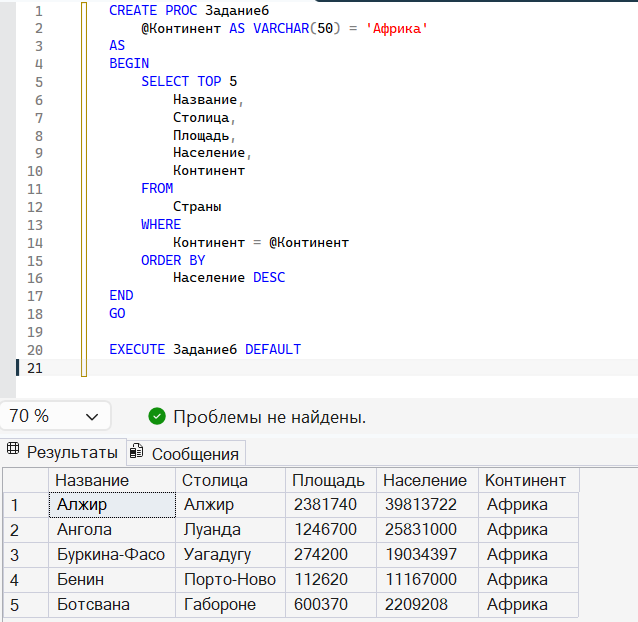 1 CREATE PROC Задание6
2 @Континент AS VARCHAR(50) = 'Африка'
3 AS
4 BEGIN
5 SELECT TOP 5
6 Название,
7 Столица,
8 Площадь,
9 Население,
10 Континент
11 FROM
12 Страны
13 WHERE
14 Континент = @Континент
15 ORDER BY
16 Население DESC
17 END
18 GO
19
20 EXECUTE Задание6 DEFAULT
21
70 % Проблемы не найдены.
Результаты Сообщения
Название Столица Площадь Население Континент
1 Алжир Алжир 2381740 39813722 Африка
2 Ангола Луанда 1246700 25831000 Африка
3 Буркина-Фасо Уагадугу 274200 19034397 Африка
4 Бенин Порто-Ново 112620 11167000 Африка
5 Ботсвана Габороне 600370 2209208 Африка